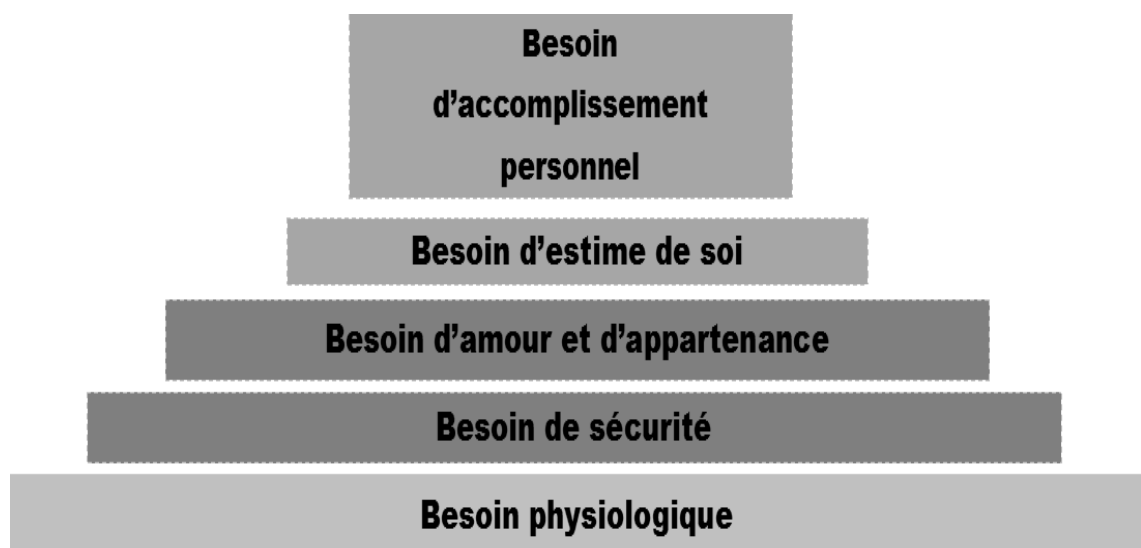 Besoin
d’accomplissement
personnel
Besoin d’estime de soi
Besoin d’amour et d’appartenance
Besoin de sécurité
Besoin physiologique